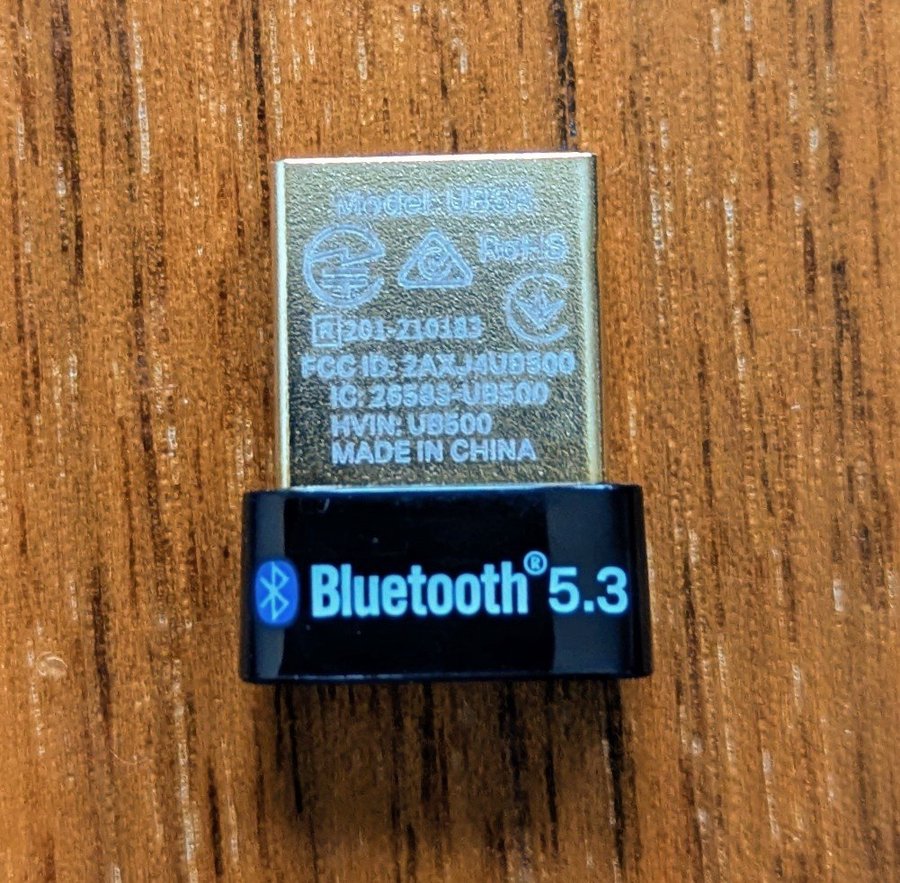 Model: UB5A
RoHS
R 201-210183
FCC ID: 2AXJ4UB500
IC: 26583-UB500
HVIN: UB500
MADE IN CHINA
Bluetooth® 5.3